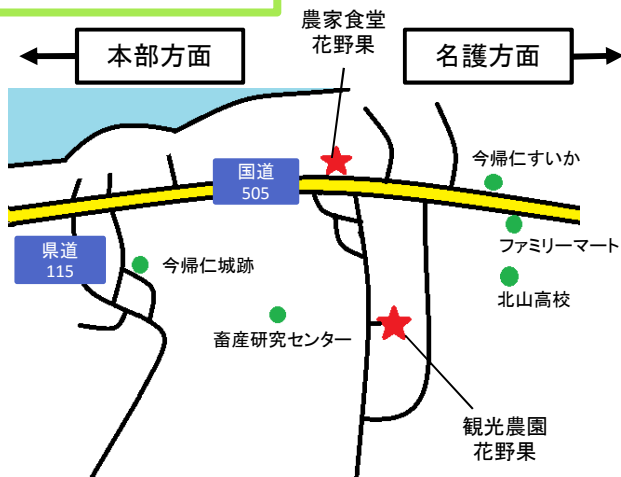 農家食堂
花野果
本部方面
名護方面
国道
505
今帰仁すいか
県道
115
今帰仁城跡
ファミリーマート
北山高校
畜産研究センター
観光農園
花野果